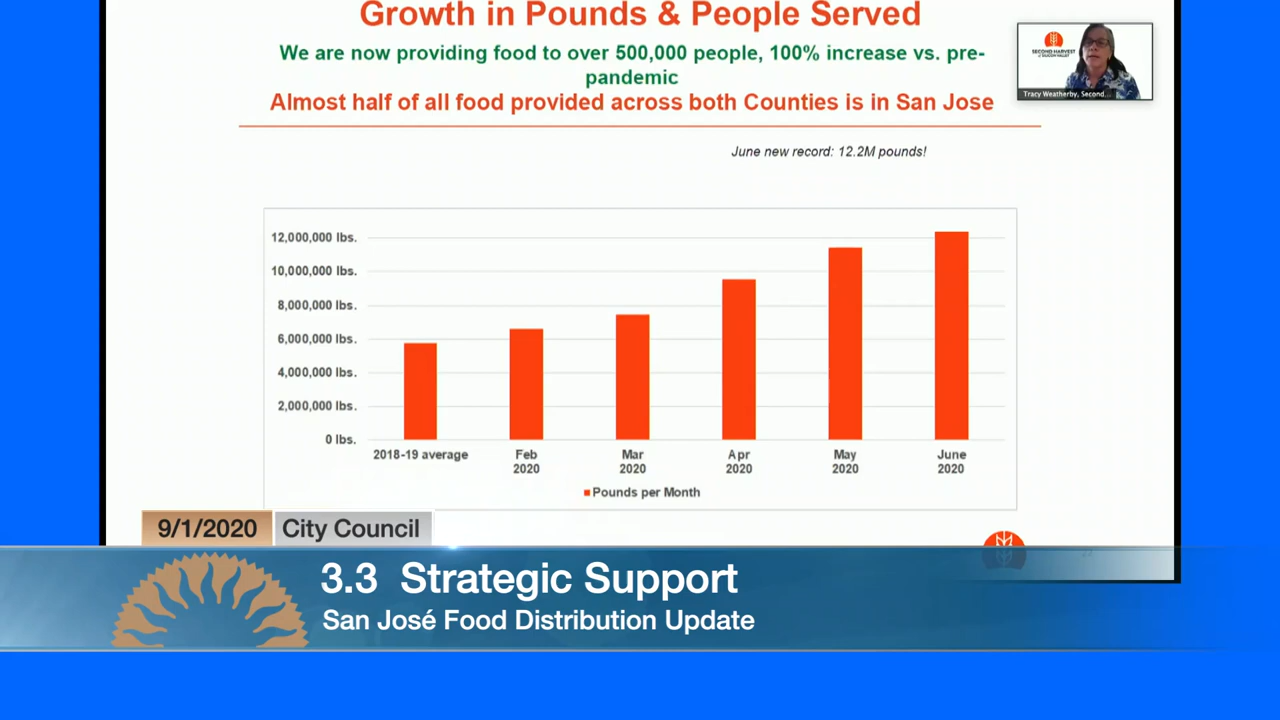 Growth in Pounds & People Served
We are now providing food to over 500,000 people, 100% increase vs. pre-
pandemic
Almost half of all food provided across both Counties is in San Jose
SECOND HARVEST
of SILICON VALLEY
Tracy Weatherby, Second...
June new record: 12.2M pounds!
12,000,000 lbs.
10,000,000 lbs.
8,000,000 lbs.
6,000,000 lbs.
4,000,000 lbs.
2,000,000 lbs.
0 lbs.
2018-19 average
Feb
2020
Mar
2020
Apr
2020
May
2020
June
2020
Pounds per Month
9/1/2020
City Council
3.3 Strategic Support
San José Food Distribution Update